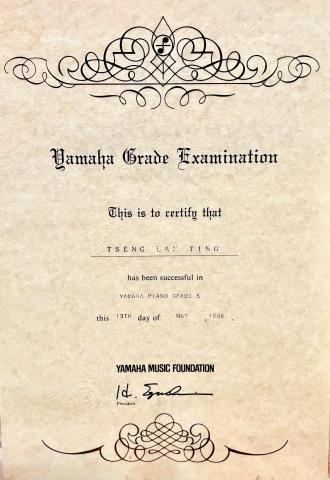 Yamaha Grade Examination
This is to certify that
TSENG LAN TING
has been successful in
YAMAHA PIANO GRADE 5
this 13TH day of MAY , 1996 .
YAMAHA MUSIC FOUNDATION
President